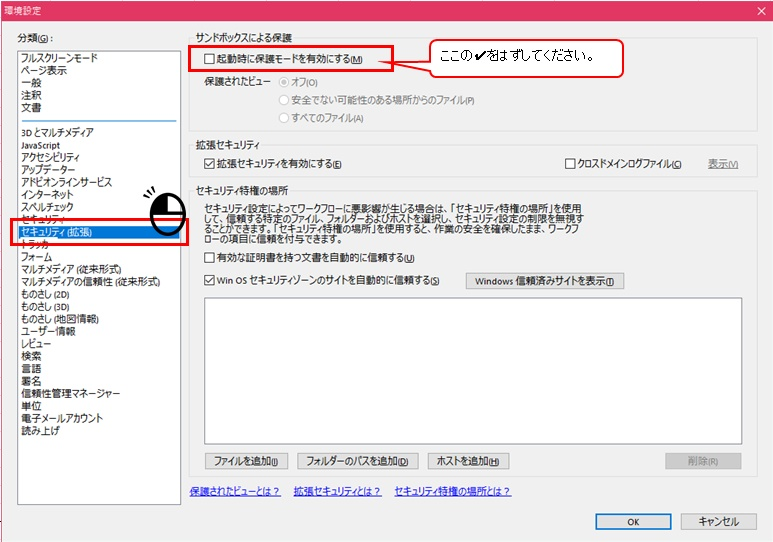 環境設定
分類(G):
フルスクリーンモード
ページ表示
一般
注釈
文書
3D とマルチメディア
JavaScript
アクセシビリティ
アップデーター
アドビオンラインサービス
インターネット
スペルチェック
セキュリティ
セキュリティ (拡張)
トラッカ
フォーム
マルチメディア (従来形式)
マルチメディアの信頼性 (従来形式)
ものさし (2D)
ものさし (3D)
ものさし (地図情報)
ユーザー情報
レビュー
検索
言語
署名
信頼性管理マネージャー
単位
電子メールアカウント
読み上げ
サンドボックスによる保護
起動時に保護モードを有効にする(M)
ここの✔をはずしてください。
保護されたビュー
オフ(O)
安全でない可能性のある場所からのファイル(P)
すべてのファイル(A)
拡張セキュリティ
拡張セキュリティを有効にする(E)
クロスドメインログファイル(C)
表示(V)
セキュリティ特権の場所
セキュリティ設定によってワークフローに悪影響が生じる場合は、「セキュリティ特権の場所」を使用
して、信頼する特定のファイル、フォルダーおよびホストを選択し、セキュリティ設定の制限を無視す
ることができます。「セキュリティ特権の場所」を使用すると、作業の安全を確保したまま、ワークフ
ローの項目に信頼を付与できます。
有効な証明書を持つ文書を自動的に信頼する(U)
Win OS セキュリティゾーンのサイトを自動的に信頼する(S)
Windows 信頼済みサイトを表示(T)
ファイルを追加(I)
フォルダーのパスを追加(D)
ホストを追加(H)
削除(R)
保護されたビューとは?
拡張セキュリティとは?
セキュリティ特権の場所とは?
OK
キャンセル